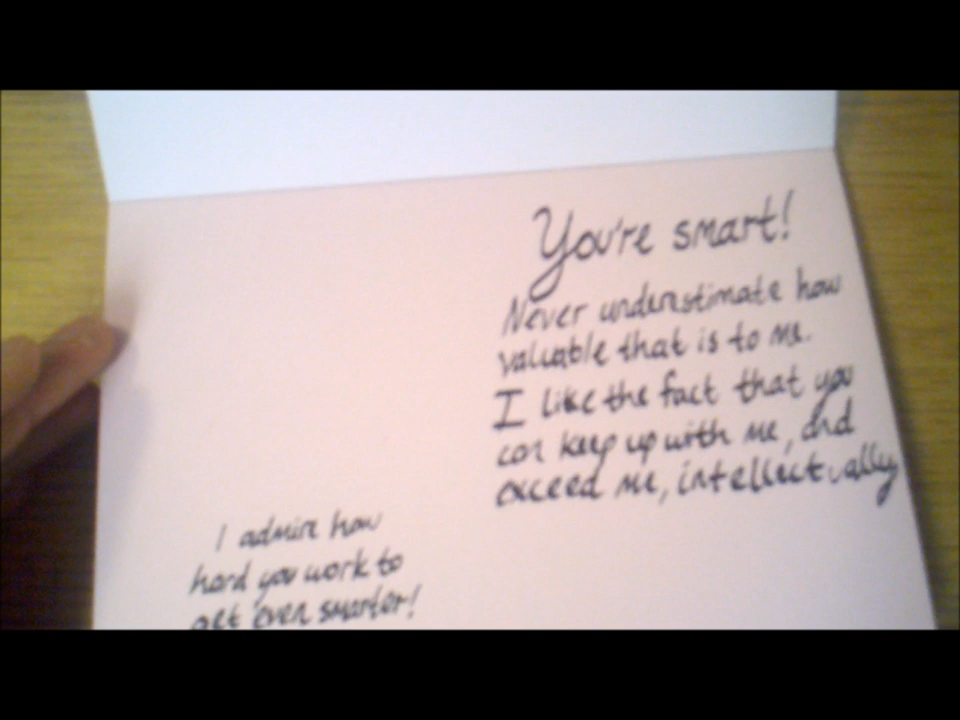 You're smart!
Never underestimate how
valuable that is to me.
I like the fact that you
can keep up with me, and
exceed me, intellectually
I admire how
hard you work to
get even smarter!